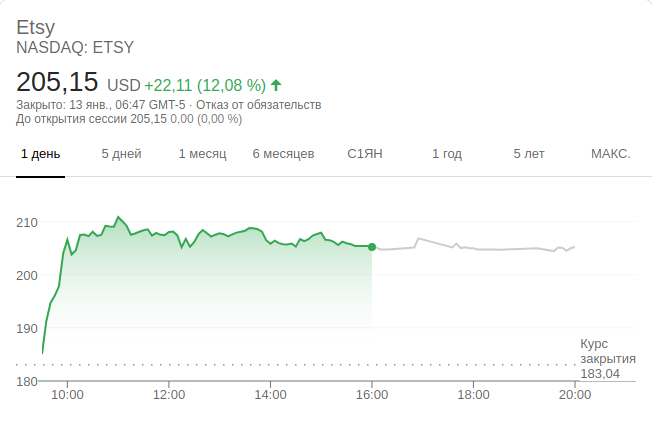 Etsy
NASDAQ: ETSY
205,15 USD +22,11 (12,08 %)
Закрыто: 13 янв., 06:47 GMT-5 · Отказ от обязательств
До открытия сессии 205,15 0,00 (0,00 %)
1 день 5 дней 1 месяц 6 месяцев С1ЯН 1 год 5 лет МАКС.
210
200
190
Курс
закрытия
183,04
180
10:00 12:00 14:00 16:00 18:00 20:00